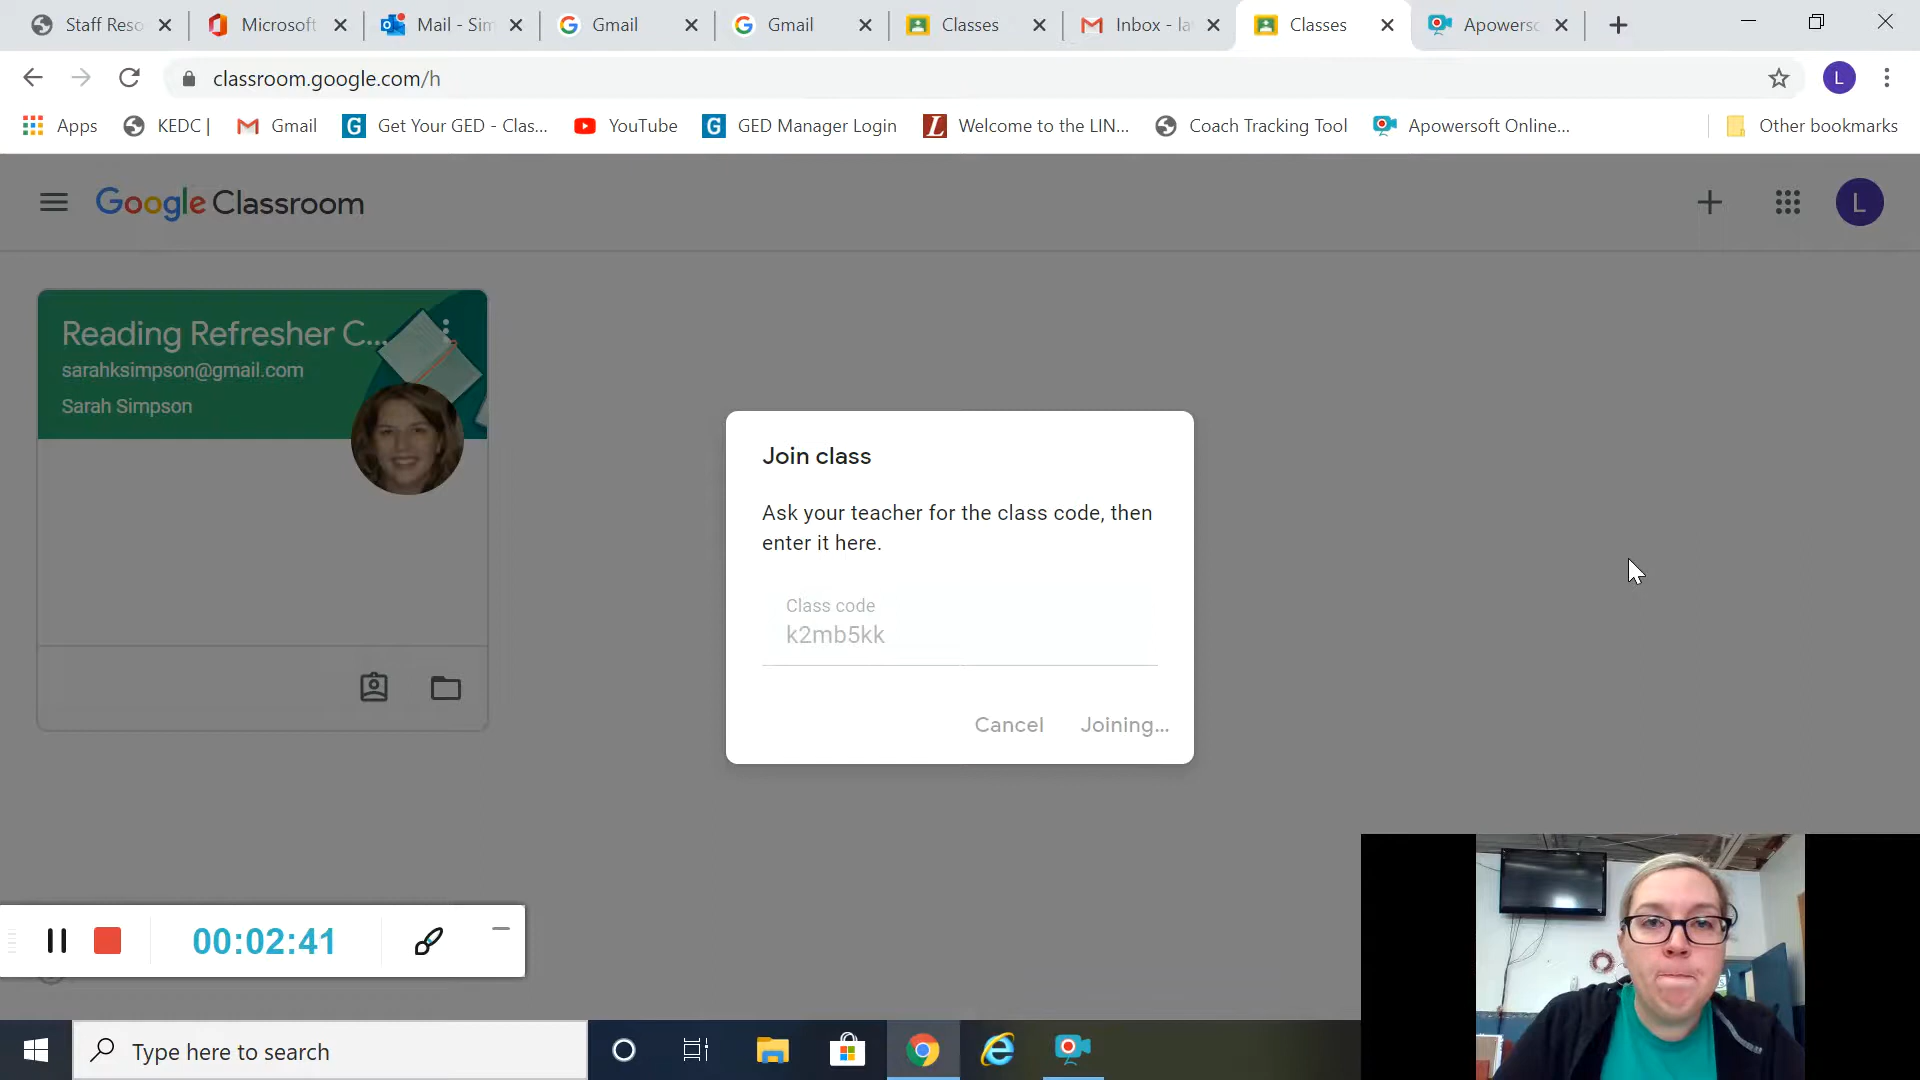 Staff Reso
Microsoft
Mail - Sim
Gmail
Gmail
Classes
Inbox - la
Classes
Apowerso
classroom.google.com/h
L
Apps
KEDC |
Gmail
Get Your GED - Clas...
YouTube
GED Manager Login
Welcome to the LIN...
Coach Tracking Tool
Apowersoft Online...
Other bookmarks
Google Classroom
L
Reading Refresher C...
sarahksimpson@gmail.com
Sarah Simpson
Join class
Ask your teacher for the class code, then
enter it here.
Class code
k2mb5kk
Cancel
Joining...
00:02:41
Type here to search